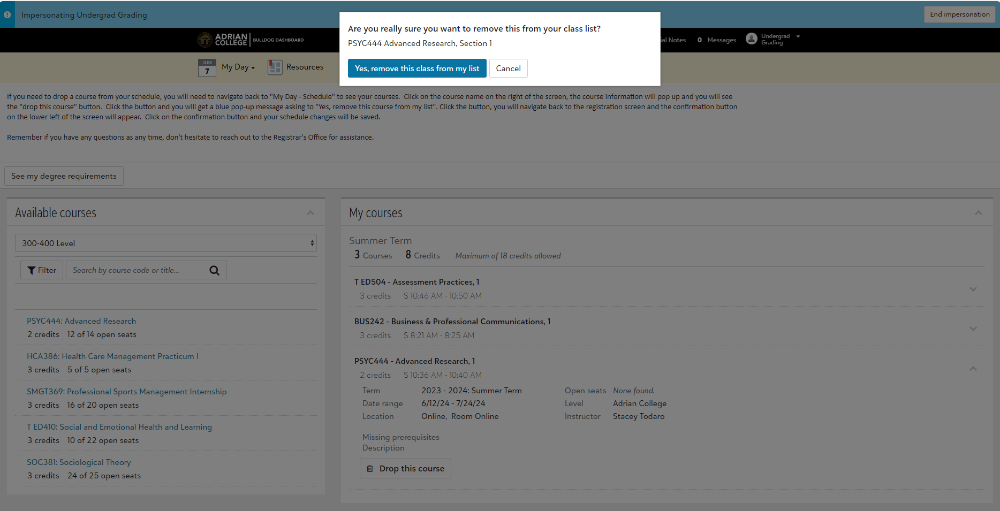 Impersonating Undergrad Grading
End impersonation
Are you really sure you want to remove this from your class list?
PSYC444 Advanced Research, Section 1
Yes, remove this class from my list
Cancel
ADRIAN
COLLEGE
BULLDOG DASHBOARD
Notes
0 Messages
Undergrad
Grading
JUN
7
My Day
Resources
If you need to drop a course from your schedule, you will need to navigate back to "My Day - Schedule" to see your courses.  Click on the course name on the right of the screen, the course information will pop up and you will see
the "drop this course" button.  Click the button and you will get a blue pop-up message asking to "Yes, remove this course from my list". Click the button, you will navigate back to the registration screen and the confirmation button
on the lower left of the screen will appear.  Click on the confirmation button and your schedule changes will be saved.
Remember if you have any questions as any time, don't hesitate to reach out to the Registrar's Office for assistance.
See my degree requirements
Available courses
300-400 Level
Filter
Search by course code or title...
PSYC444: Advanced Research
2 credits 12 of 14 open seats
HCA386: Health Care Management Practicum I
3 credits 5 of 5 open seats
SMGT369: Professional Sports Management Internship
3 credits 16 of 20 open seats
T ED410: Social and Emotional Health and Learning
3 credits 10 of 22 open seats
SOC381: Sociological Theory
3 credits 24 of 25 open seats
My courses
Summer Term
3 Courses 8 Credits Maximum of 18 credits allowed
T ED504 - Assessment Practices, 1
3 credits S 10:46 AM - 10:50 AM
BUS242 - Business & Professional Communications, 1
3 credits S 8:21 AM - 8:25 AM
PSYC444 - Advanced Research, 1
2 credits S 10:36 AM - 10:40 AM
Term 2023 - 2024: Summer Term Open seats None found.
Date range 6/12/24 - 7/24/24 Level Adrian College
Location Online, Room Online Instructor Stacey Todaro
Missing prerequisites
Description
Drop this course